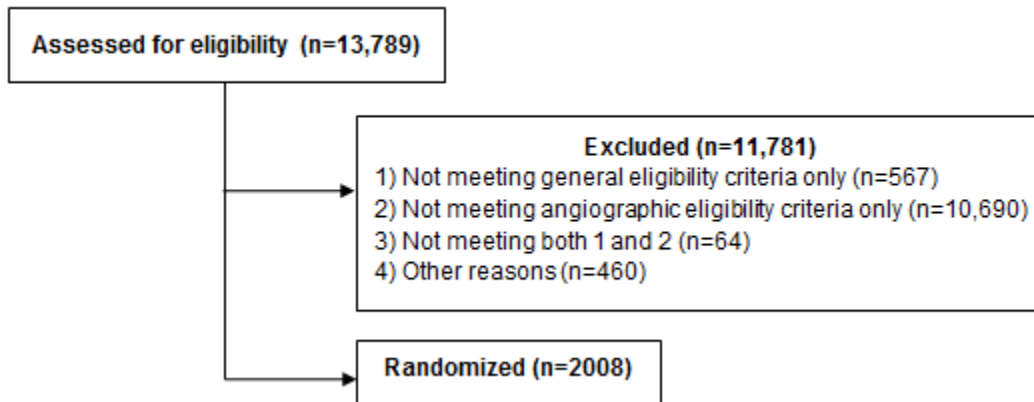 Assessed for eligibility (n=13,789)
Excluded (n=11,781)
1) Not meeting general eligibility criteria only (n=567)
2) Not meeting angiographic eligibility criteria only (n=10,690)
3) Not meeting both 1 and 2 (n=64)
4) Other reasons (n=460)
Randomized (n=2008)